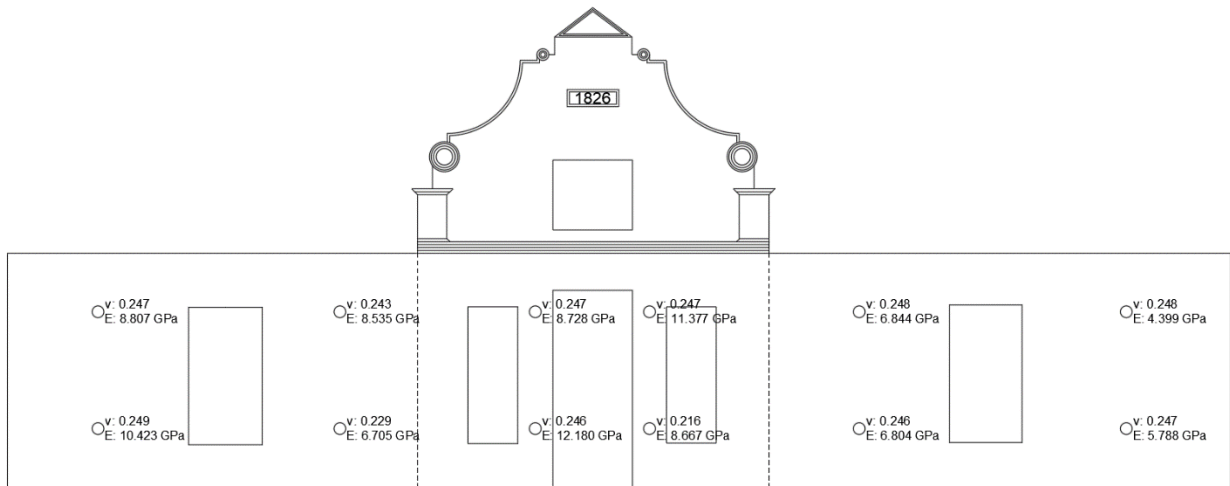 1826
v: 0.247
E: 8.807 GPa
v: 0.243
E: 8.535 GPa
v: 0.247
E: 8.728 GPa
v: 0.247
E: 11.377 GPa
v: 0.248
E: 6.844 GPa
v: 0.248
E: 4.399 GPa
v: 0.249
E: 10.423 GPa
v: 0.229
E: 6.705 GPa
v: 0.246
E: 12.180 GPa
v: 0.216
E: 8.667 GPa
v: 0.246
E: 6.804 GPa
v: 0.247
E: 5.788 GPa